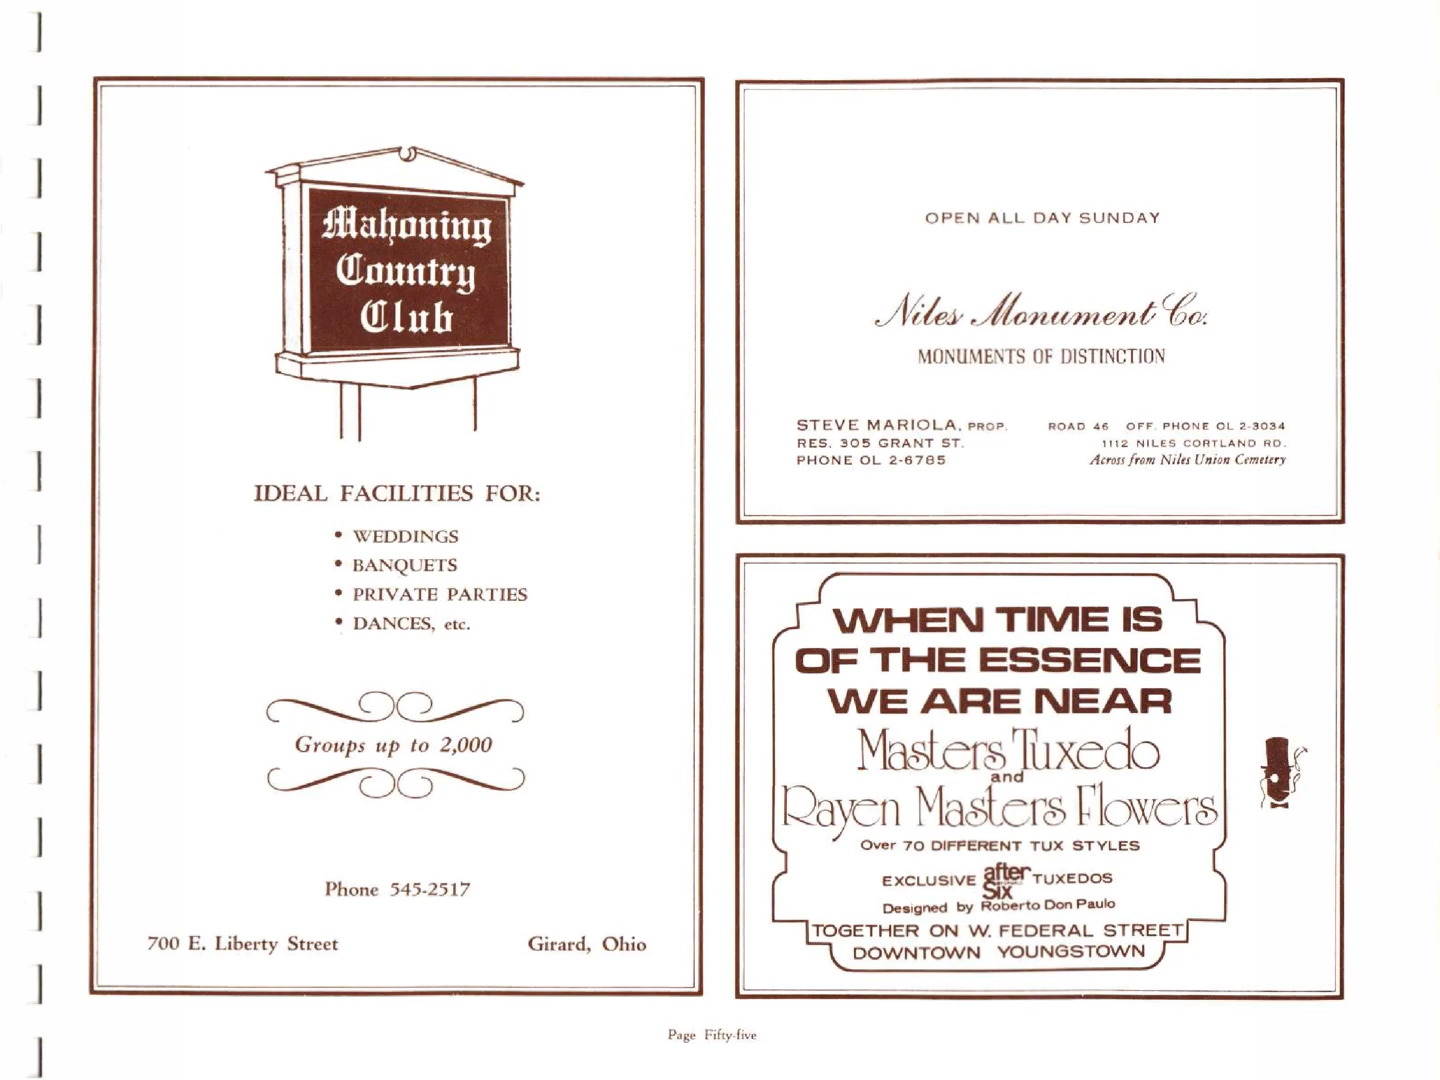 Mahoning
Country
Club
IDEAL FACILITIES FOR:
• WEDDINGS
• BANQUETS
• PRIVATE PARTIES
• DANCES, etc.
Groups up to 2,000
Phone 545-2517
700 E. Liberty Street Girard, Ohio
OPEN ALL DAY SUNDAY
Niles Monument Co.
MONUMENTS OF DISTINCTION
STEVE MARIOLA, PROP. ROAD 46 OFF. PHONE OL 2-3034
RES. 305 GRANT ST. 1112 NILES CORTLAND RD.
PHONE OL 2-6785 Across from Niles Union Cemetery
WHEN TIME IS
OF THE ESSENCE
WE ARE NEAR
Masters Tuxedo
and
Rayen Masters Flowers
Over 70 DIFFERENT TUX STYLES
EXCLUSIVE after Six TUXEDOS
Designed by Roberto Don Paulo
TOGETHER ON W. FEDERAL STREET
DOWNTOWN YOUNGSTOWN
Page Fifty-five